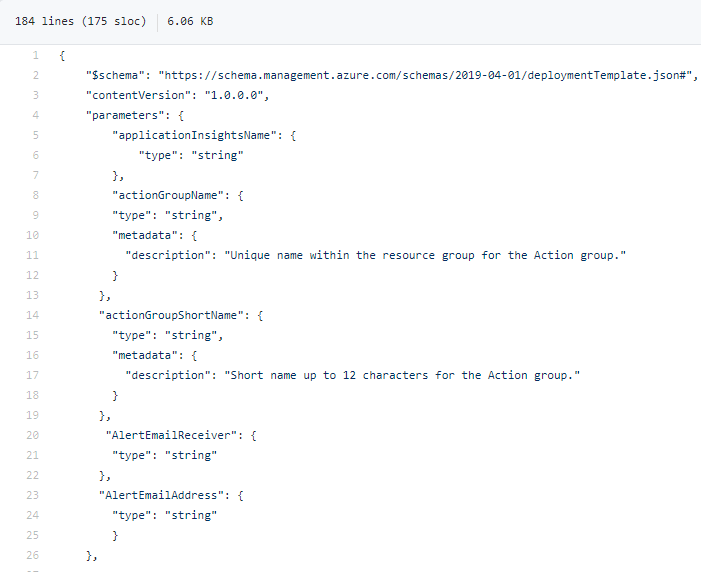 184 lines (175 sloc) 6.06 KB
1 {
2 "$schema": "https://schema.management.azure.com/schemas/2019-04-01/deploymentTemplate.json#",
3 "contentVersion": "1.0.0.0",
4 "parameters": {
5 "applicationInsightsName": {
6 "type": "string"
7 },
8 "actionGroupName": {
9 "type": "string",
10 "metadata": {
11 "description": "Unique name within the resource group for the Action group."
12 }
13 },
14 "actionGroupShortName": {
15 "type": "string",
16 "metadata": {
17 "description": "Short name up to 12 characters for the Action group."
18 }
19 },
20 "AlertEmailReceiver": {
21 "type": "string"
22 },
23 "AlertEmailAddress": {
24 "type": "string"
25 }
26 },